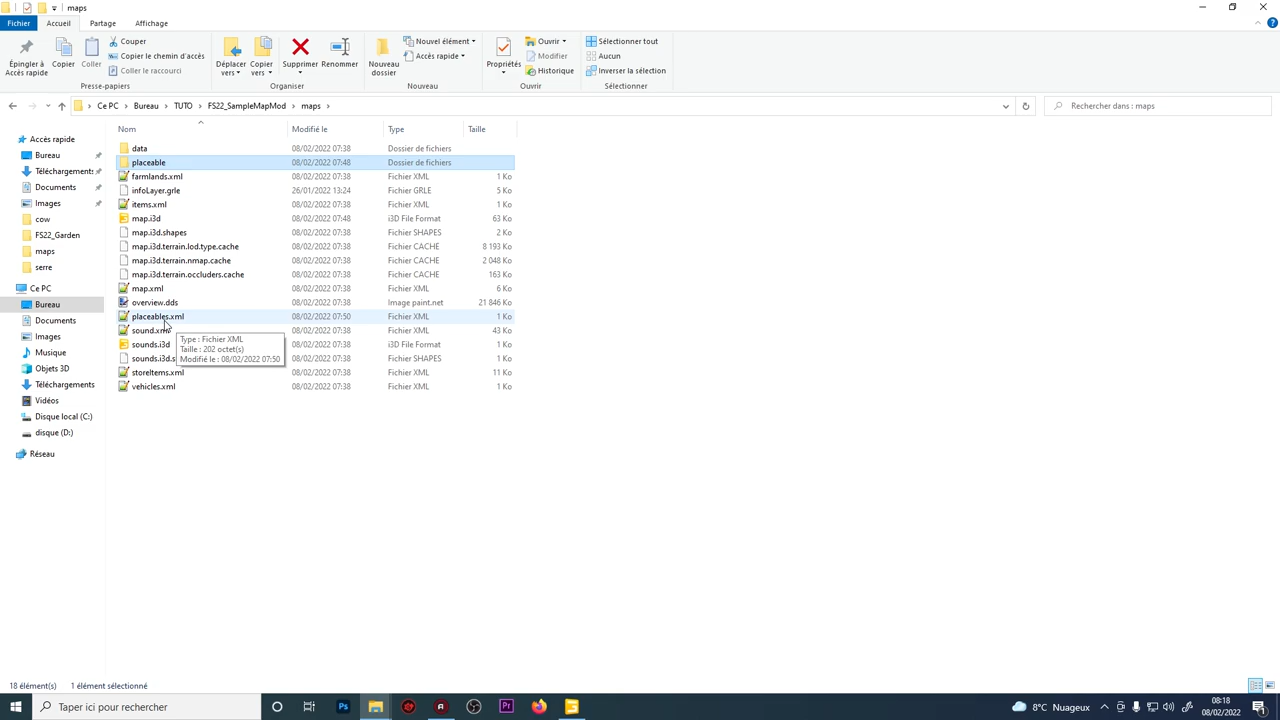 maps
Fichier Accueil Partage Affichage
Épingler à Accès rapide
Copier
Coller
Couper
Copier le chemin d'accès
Coller le raccourci
Presse-papiers
Déplacer vers
Copier vers
Supprimer
Renommer
Organiser
Nouveau dossier
Nouvel élément
Accès rapide
Nouveau
Propriétés
Ouvrir
Modifier
Historique
Ouvrir
Sélectionner tout
Aucun
Inverser la sélection
Sélectionner
Ce PC > Bureau > TUTO > FS22_SampleMapMod > maps >
Rechercher dans : maps
Accès rapide
Bureau
Téléchargements
Documents
Images
cow
FS22_Garden
maps
serre
Ce PC
Bureau
Documents
Images
Musique
Objets 3D
Téléchargements
Vidéos
Disque local (C:)
disque (D:)
Réseau
Nom Modifié le Type Taille
data 08/02/2022 07:38 Dossier de fichiers
placeable 08/02/2022 07:48 Dossier de fichiers
farmlands.xml 08/02/2022 07:38 Fichier XML 1 Ko
infoLayer.grle 26/01/2022 13:24 Fichier GRLE 5 Ko
items.xml 08/02/2022 07:38 Fichier XML 1 Ko
map.i3d 08/02/2022 07:48 i3D File Format 63 Ko
map.i3d.shapes 08/02/2022 07:38 Fichier SHAPES 2 Ko
map.i3d.terrain.lod.type.cache 08/02/2022 07:38 Fichier CACHE 8 193 Ko
map.i3d.terrain.nmap.cache 08/02/2022 07:38 Fichier CACHE 2 048 Ko
map.i3d.terrain.occluders.cache 08/02/2022 07:38 Fichier CACHE 163 Ko
map.xml 08/02/2022 07:38 Fichier XML 6 Ko
overview.dds 08/02/2022 07:38 Image paint.net 21 846 Ko
placeables.xml 08/02/2022 07:50 Fichier XML 1 Ko
sound.xml 08/02/2022 07:38 Fichier XML 43 Ko
sounds.i3d 08/02/2022 07:38 i3D File Format 3 Ko
sounds.i3d.s 08/02/2022 07:38 Fichier SHAPES 1 Ko
storeItems.xml 08/02/2022 07:38 Fichier XML 11 Ko
vehicles.xml 08/02/2022 07:38 Fichier XML 1 Ko
Type : Fichier XML
Taille : 202 octet(s)
Modifié le : 08/02/2022 07:50
18 élément(s) 1 élément sélectionné
Taper ici pour rechercher
Ps
Pr
8°C Nuageux
08:18
08/02/2022